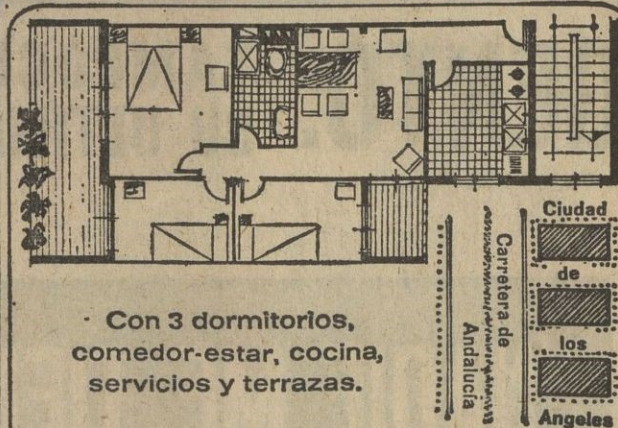 Con 3 dormitorios,
comedor-estar, cocina,
servicios y terrazas.
Carretera de
Andalucía
Ciudad
de
los
Angeles